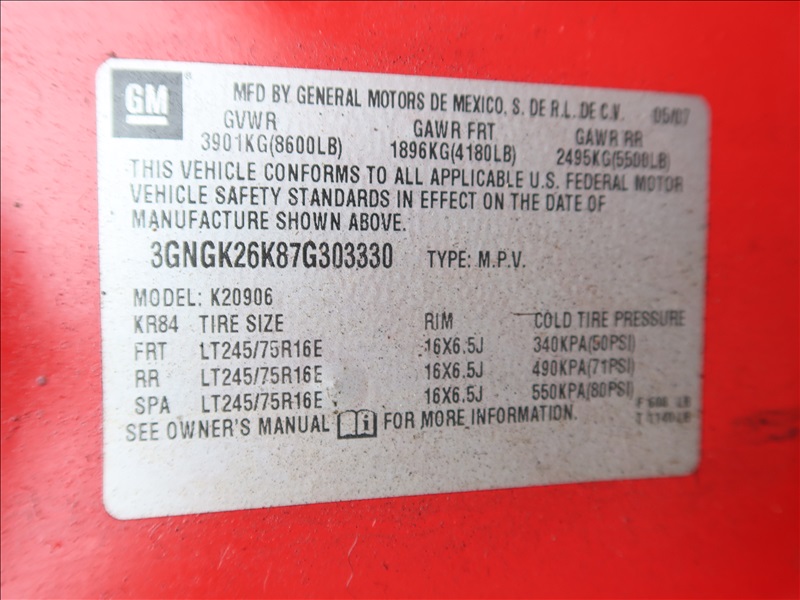 GM
MFD BY GENERAL MOTORS DE MEXICO, S. DE R.L. DE C.V. 05/07
GVWR GAWR FRT GAWR RR
3901KG(8600LB) 1896KG(4180LB) 2495KG(5500LB)
THIS VEHICLE CONFORMS TO ALL APPLICABLE U.S. FEDERAL MOTOR
VEHICLE SAFETY STANDARDS IN EFFECT ON THE DATE OF
MANUFACTURE SHOWN ABOVE.
3GNGK26K87G303330 TYPE: M.P.V.
MODEL: K20906
KR84 TIRE SIZE RIM COLD TIRE PRESSURE
FRT LT245/75R16E 16X6.5J 340KPA(50PSI)
RR LT245/75R16E 16X6.5J 490KPA(71PSI)
SPA LT245/75R16E 16X6.5J 550KPA(80PSI)
SEE OWNER'S MANUAL FOR MORE INFORMATION.